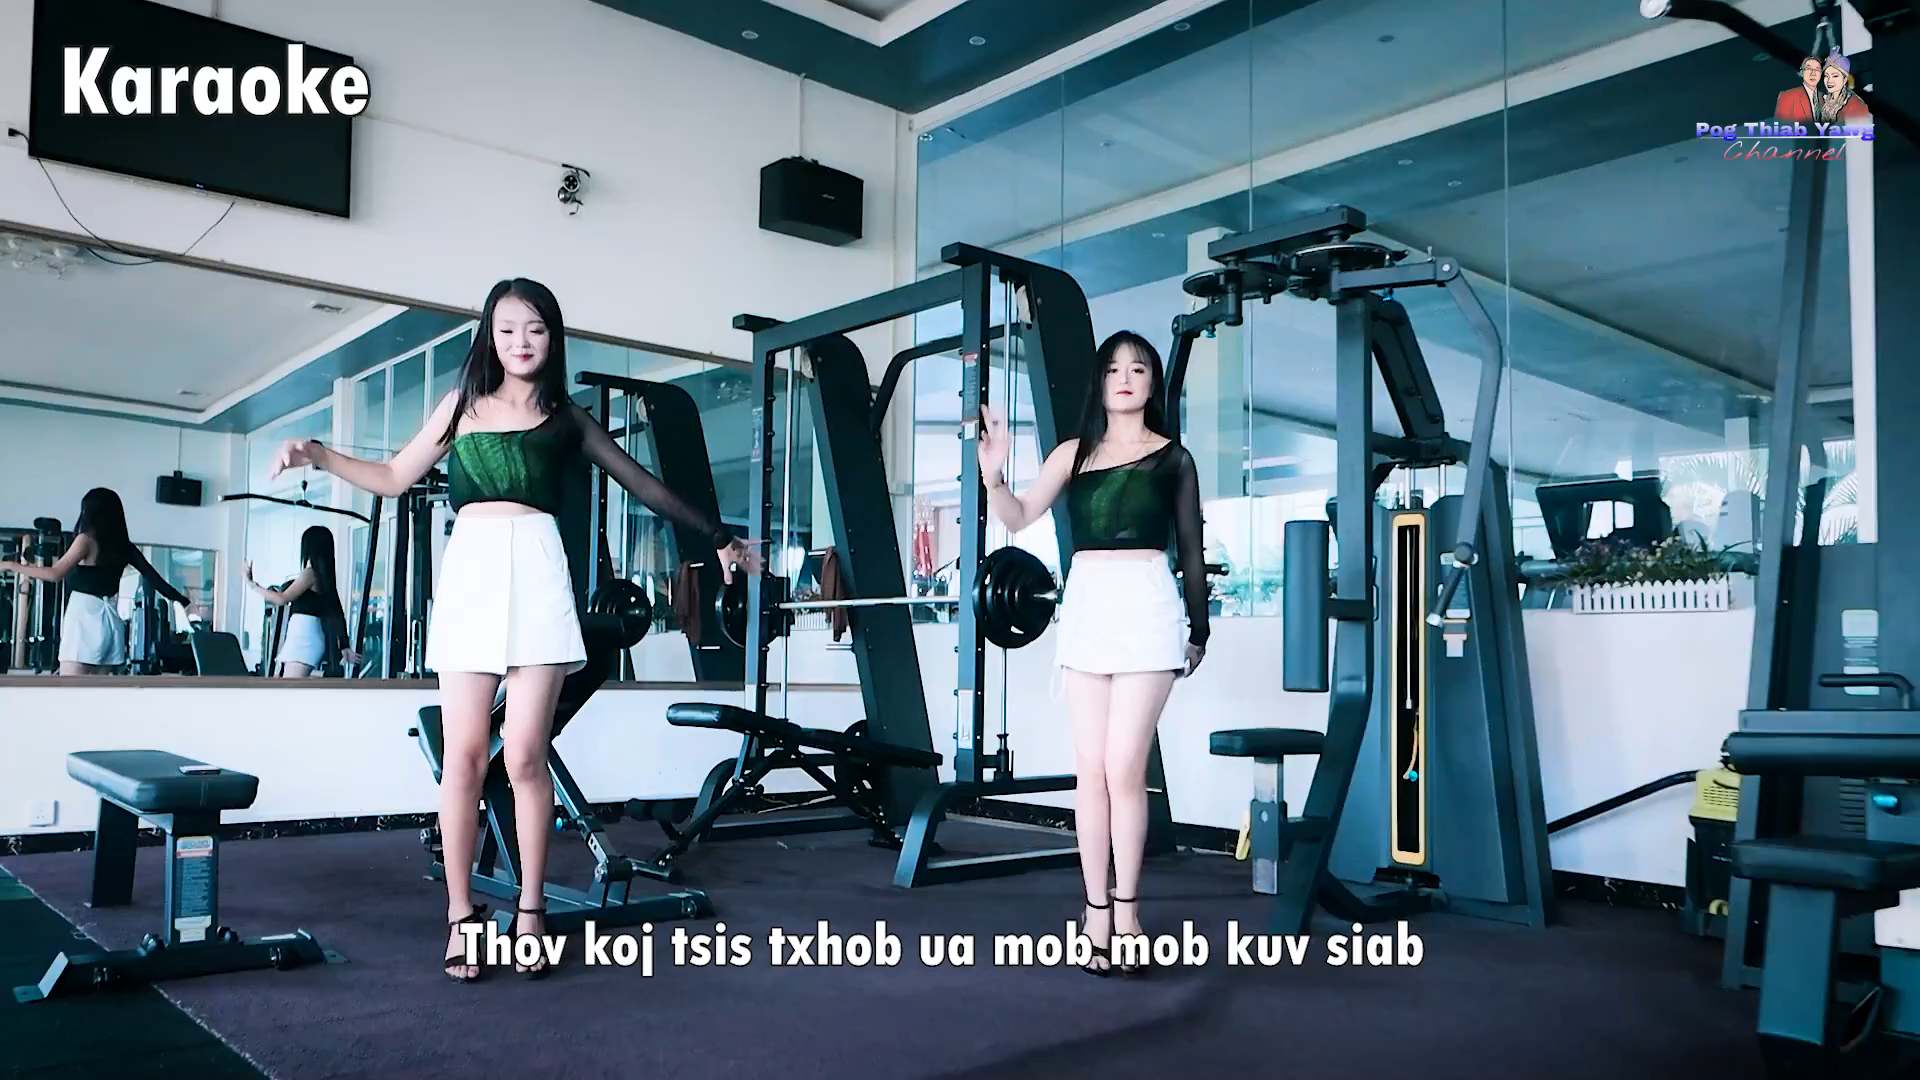 Karaoke
Pog Thiab Yawg
Channel
Thov koj tsis txhob ua mob mob kuv siab